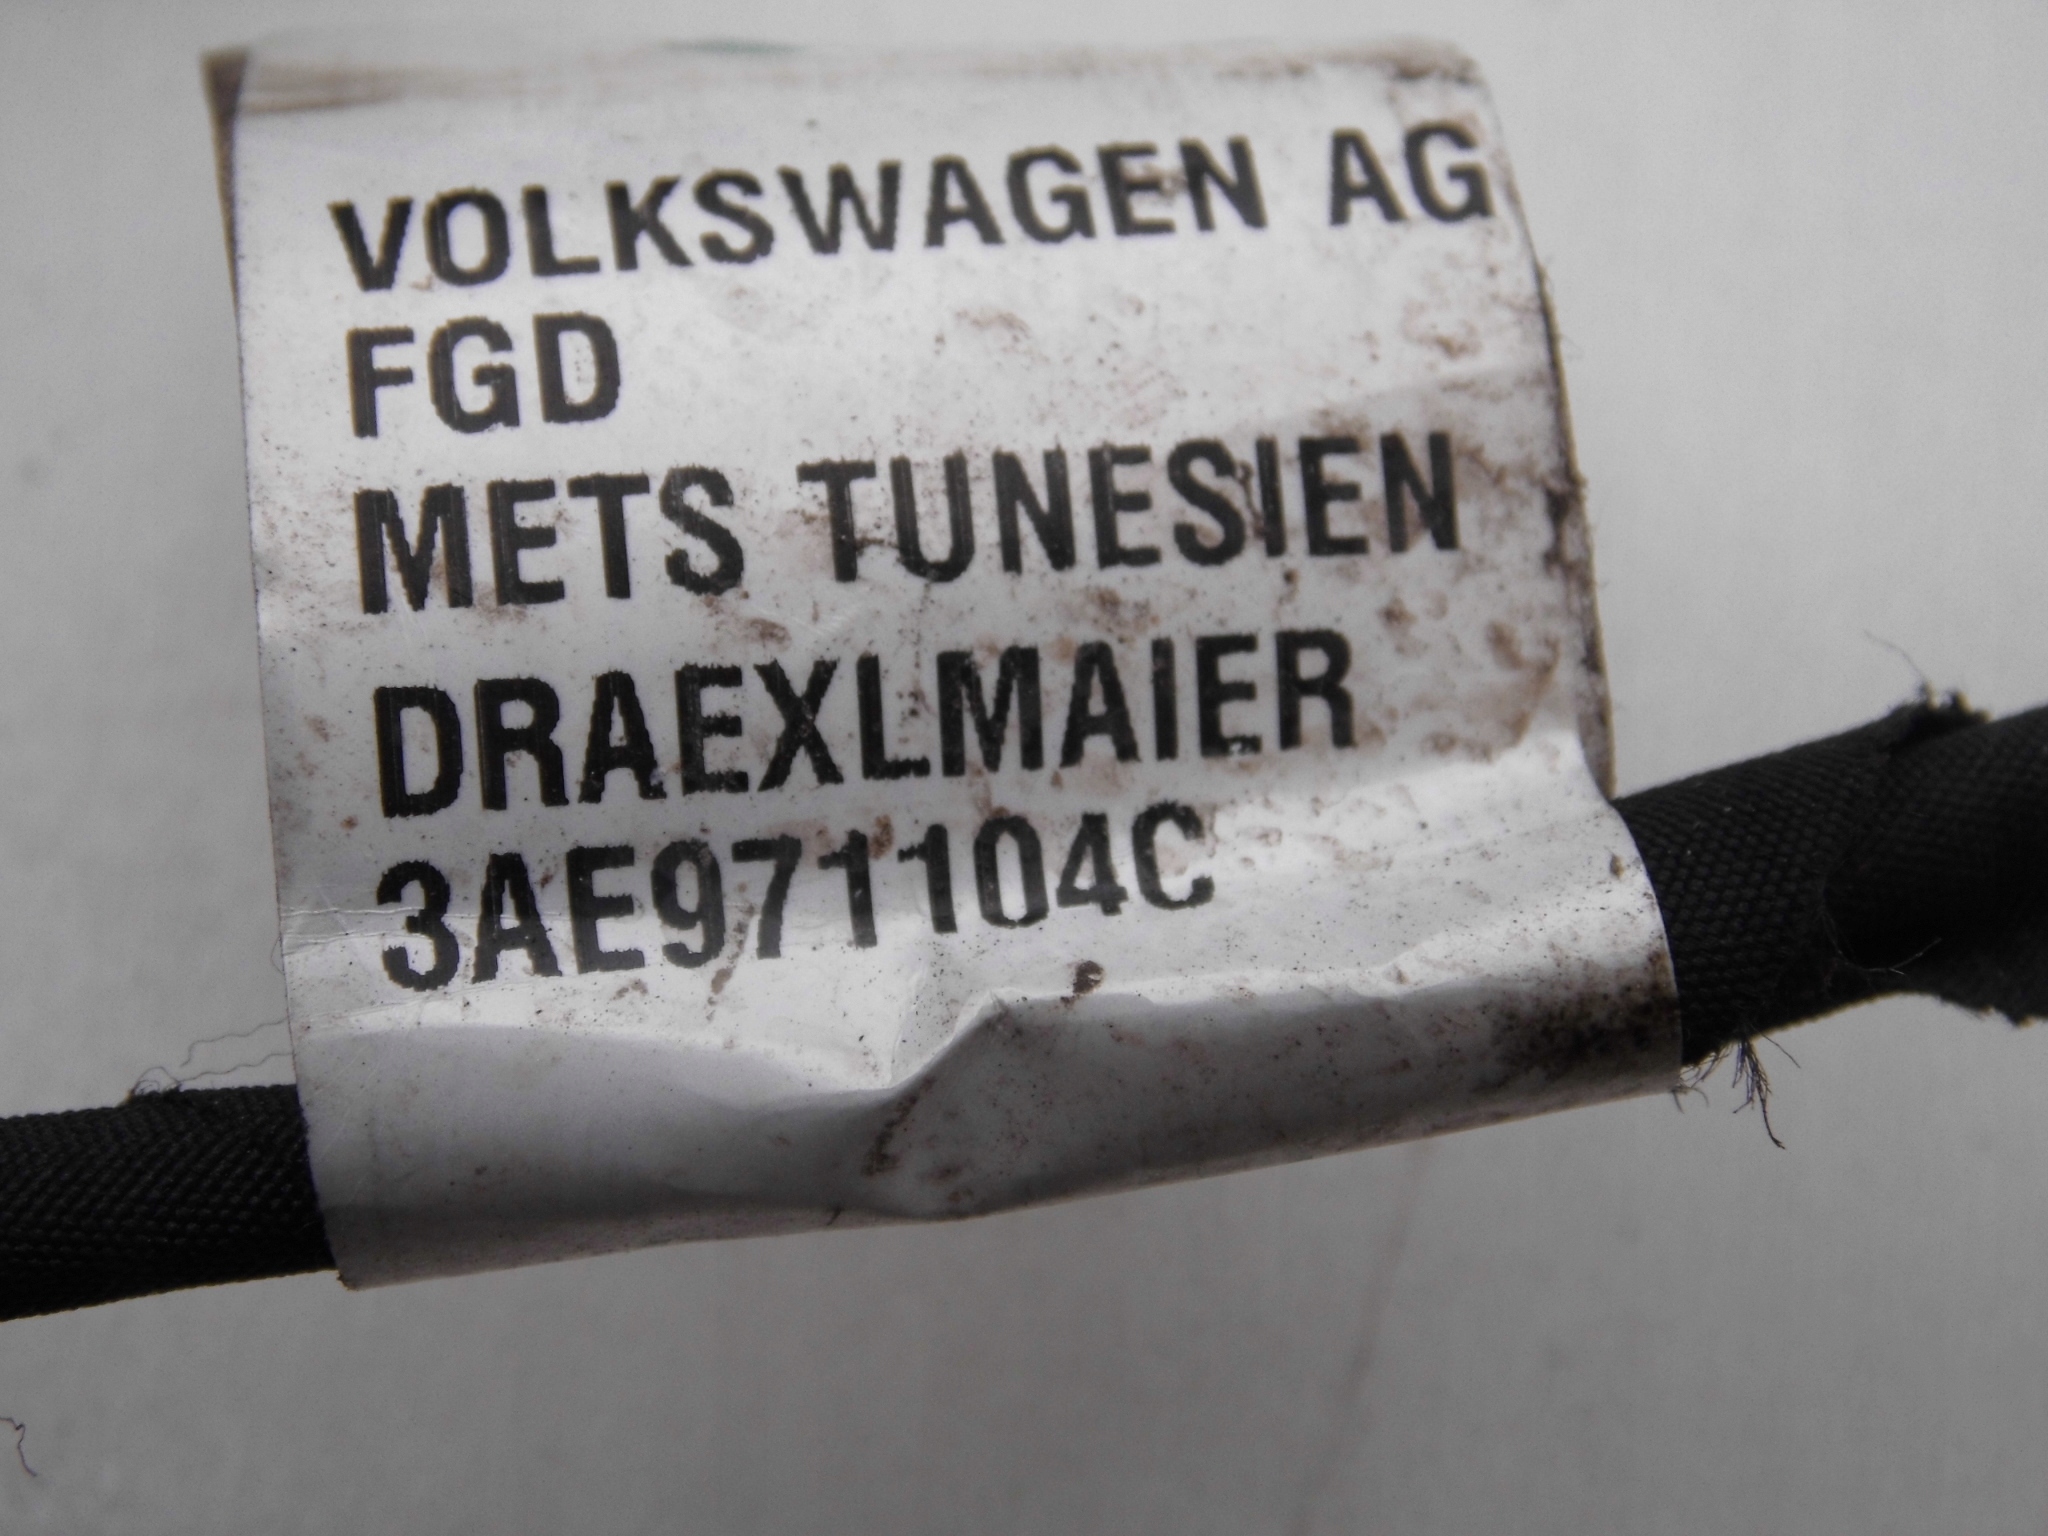 VOLKSWAGEN AG
FGD
METS TUNESIEN
DRAEXLMAIER
3AE971104C